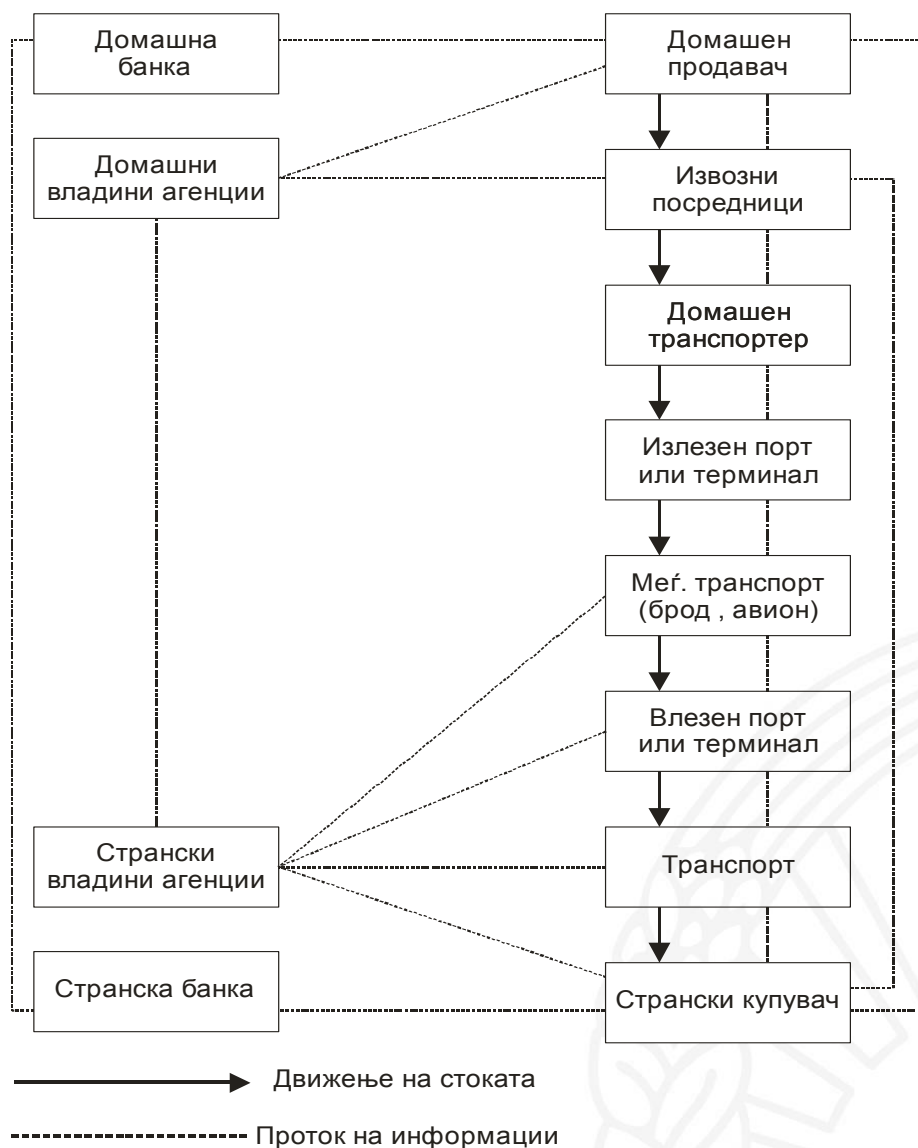 Домашна
банка
Домашен
продавач
Домашни
владини агенции
Извозни
посредници
Домашен
транспортер
Излезен порт
или терминал
Меѓ. транспорт
(брод , авион)
Влезен порт
или терминал
Странски
владини агенции
Транспорт
Странска банка
Странски купувач
Движење на стоката
Проток на информации